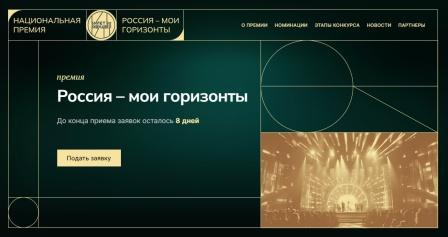 НАЦИОНАЛЬНАЯ
ПРЕМИЯ
РОССИЯ – МОИ
ГОРИЗОНТЫ
О ПРЕМИИ НОМИНАЦИИ ЭТАПЫ КОНКУРСА НОВОСТИ ПАРТНЕРЫ
премия
Россия – мои горизонты
До конца приема заявок осталось 8 дней
Подать заявку